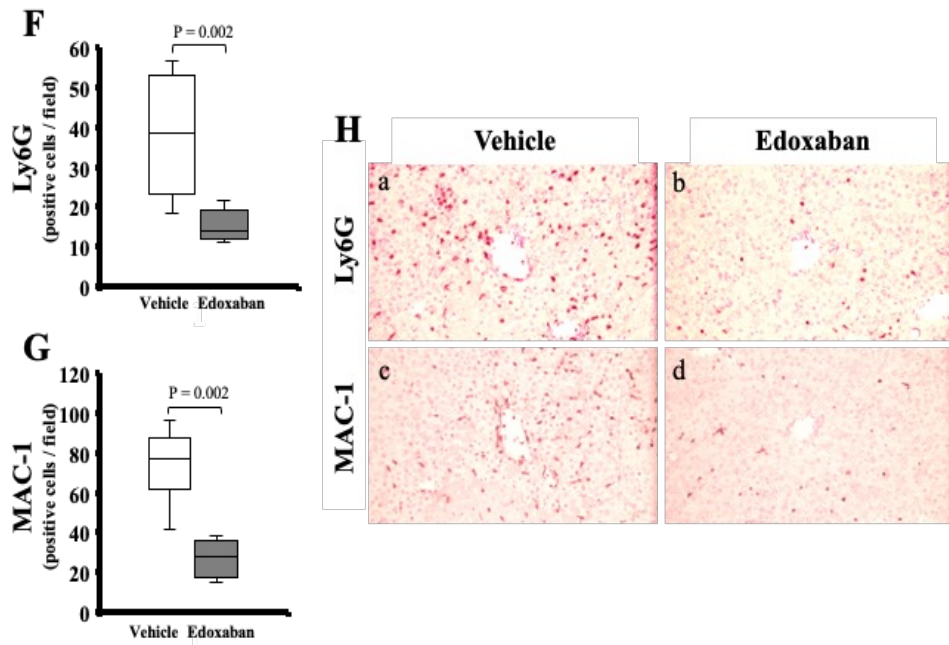 F
P = 0.002
60
50
40
30
20
10
0
Ly6G
(positive cells / field)
Vehicle Edoxaban
G
P = 0.002
120
100
80
60
40
20
0
MAC-1
(positive cells / field)
Vehicle Edoxaban
H
Vehicle Edoxaban
Ly6G
a b
MAC-1
c d